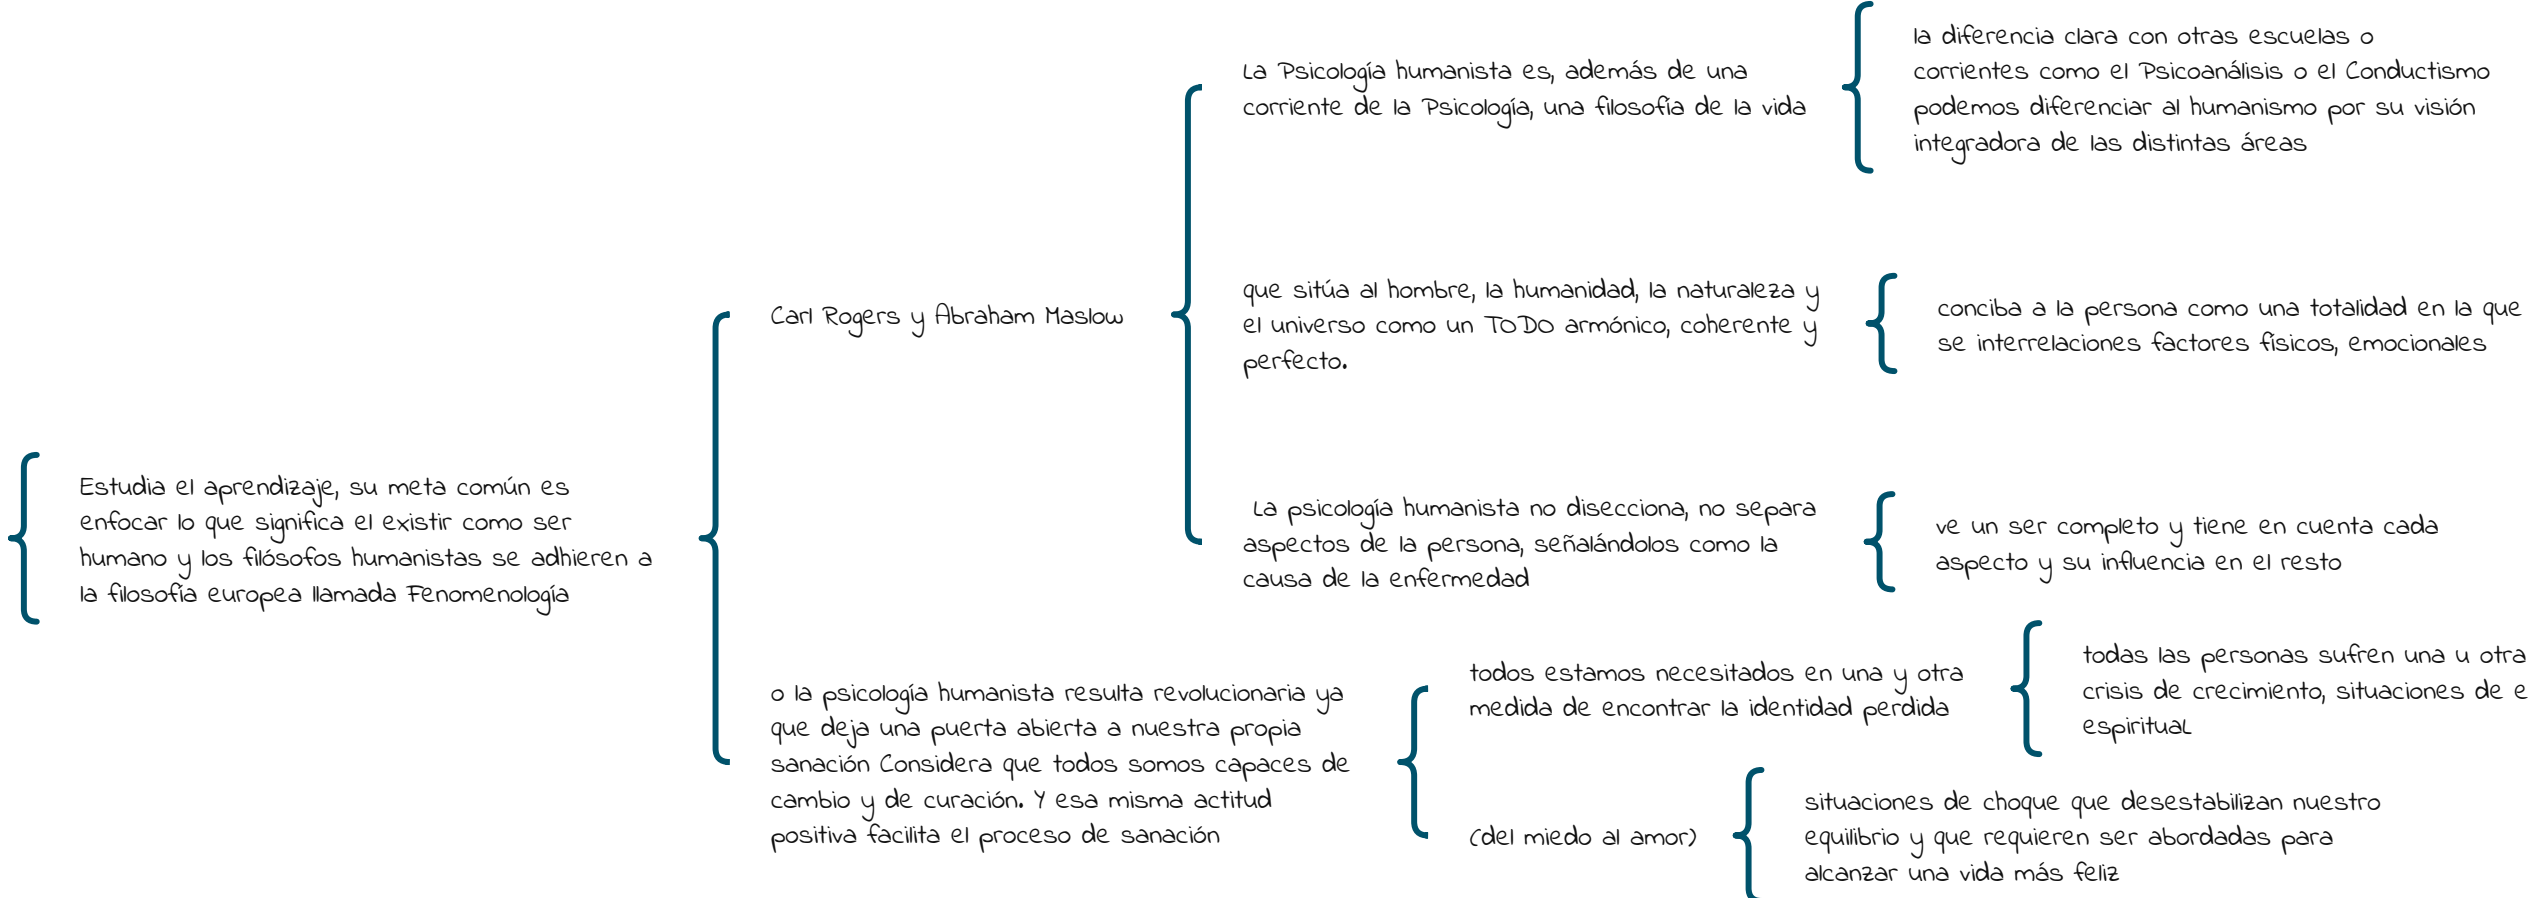 Estudia el aprendizaje, su meta común es
enfocar lo que significa el existir como ser
humano y los filósofos humanistas se adhieren a
la filosofía europea llamada Fenomenología
Carl Rogers y Abraham Maslow
La Psicología humanista es, además de una
corriente de la Psicología, una filosofía de la vida
la diferencia clara con otras escuelas o
corrientes como el Psicoanálisis o el Conductismo
podemos diferenciar al humanismo por su visión
integradora de las distintas áreas
que sitúa al hombre, la humanidad, la naturaleza y
el universo como un TODO armónico, coherente y
perfecto.
conciba a la persona como una totalidad en la que
se interrelaciones factores físicos, emocionales
La psicología humanista no disecciona, no separa
aspectos de la persona, señalándolos como la
causa de la enfermedad
ve un ser completo y tiene en cuenta cada
aspecto y su influencia en el resto
o la psicología humanista resulta revolucionaria ya
que deja una puerta abierta a nuestra propia
sanación Considera que todos somos capaces de
cambio y de curación. Y esa misma actitud
positiva facilita el proceso de sanación
todos estamos necesitados en una y otra
medida de encontrar la identidad perdida
todas las personas sufren una u otra
crisis de crecimiento, situaciones de e
espiritual
(del miedo al amor)
situaciones de choque que desestabilizan nuestro
equilibrio y que requieren ser abordadas para
alcanzar una vida más feliz